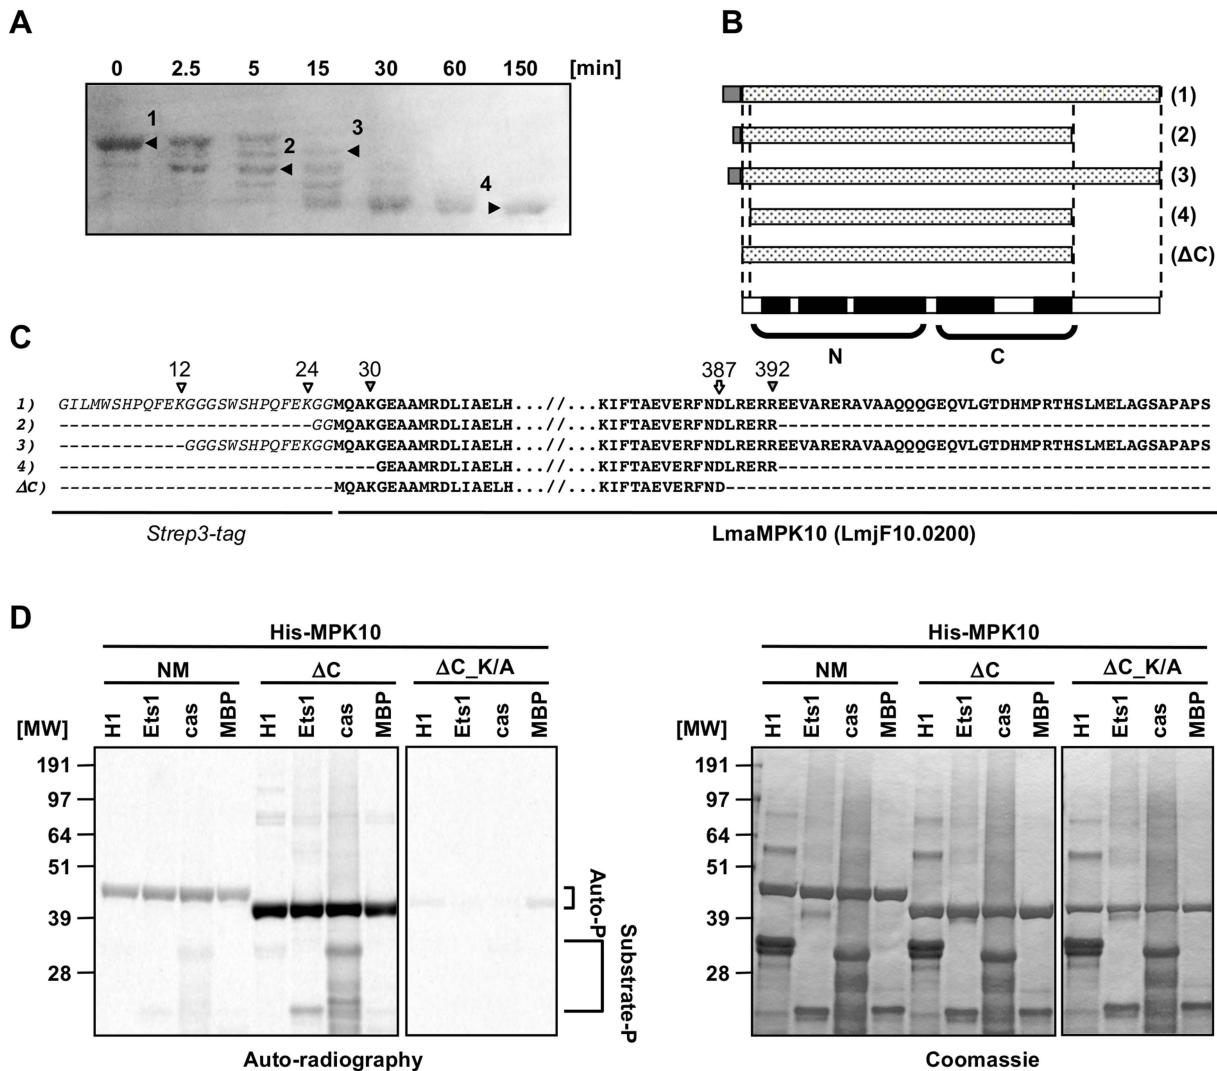 A
0 2.5 5 15 30 60 150 [min]
1
2
3
4
B
(1)
(2)
(3)
(4)
(ΔC)
N C
C
12 24 30 387 392
1) GILMWSHPQFEKGGGSWSHPQFEKGGMQAKGEAAMRDLIAELH...//...KIFTAEVERFNDLRERREEVARERAVAAQQQGEQVLGTDHMPRTHSLMELAGSAPAPS
2) ------------------------GGMQAKGEAAMRDLIAELH...//...KIFTAEVERFNDLRERR------------------------------------------
3) ------------GGGSWSHPQFEKGGMQAKGEAAMRDLIAELH...//...KIFTAEVERFNDLRERREEVARERAVAAQQQGEQVLGTDHMPRTHSLMELAGSAPAPS
4) ------------------------------GEAAMRDLIAELH...//...KIFTAEVERFNDLRERR------------------------------------------
ΔC) --------------------------MQAKGEAAMRDLIAELH...//...KIFTAEVERFND-----------------------------------------------
Strep3-tag LmaMPK10 (LmjF10.0200)
D
His-MPK10
NM ΔC ΔC_K/A
[MW] H1 Ets1 cas MBP H1 Ets1 cas MBP H1 Ets1 cas MBP
191
97
64
51
39
28
Auto-P
Substrate-P
Auto-radiography
His-MPK10
NM ΔC ΔC_K/A
[MW] H1 Ets1 cas MBP H1 Ets1 cas MBP H1 Ets1 cas MBP
191
97
64
51
39
28
Coomassie